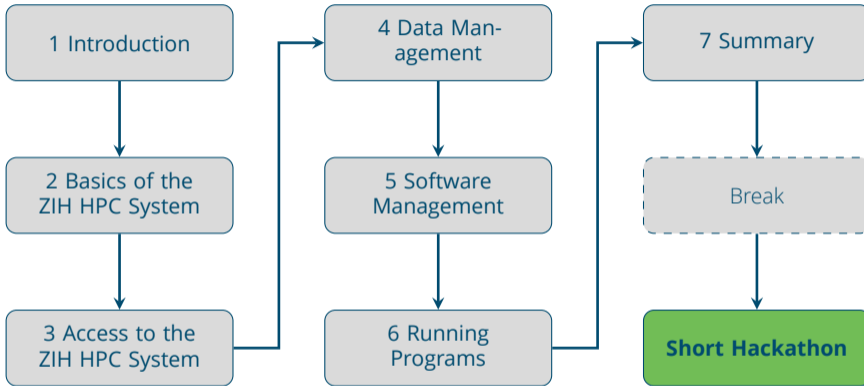 1 Introduction
2 Basics of the
ZIH HPC System
3 Access to the
ZIH HPC System
4 Data Man-
agement
5 Software
Management
6 Running
Programs
7 Summary
Break
Short Hackathon